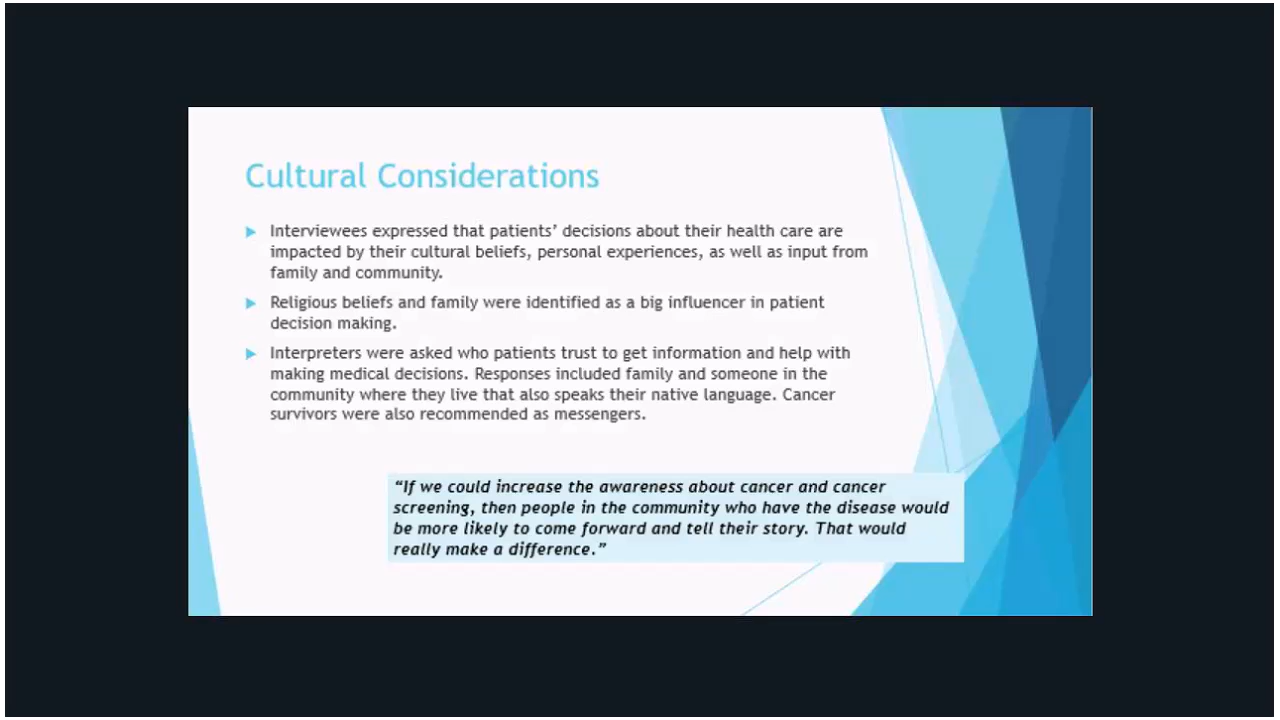 Cultural Considerations
Interviewees expressed that patients’ decisions about their health care are
impacted by their cultural beliefs, personal experiences, as well as input from
family and community.
Religious beliefs and family were identified as a big influencer in patient
decision making.
Interpreters were asked who patients trust to get information and help with
making medical decisions. Responses included family and someone in the
community where they live that also speaks their native language. Cancer
survivors were also recommended as messengers.
“If we could increase the awareness about cancer and cancer
screening, then people in the community who have the disease would
be more likely to come forward and tell their story. That would
really make a difference.”